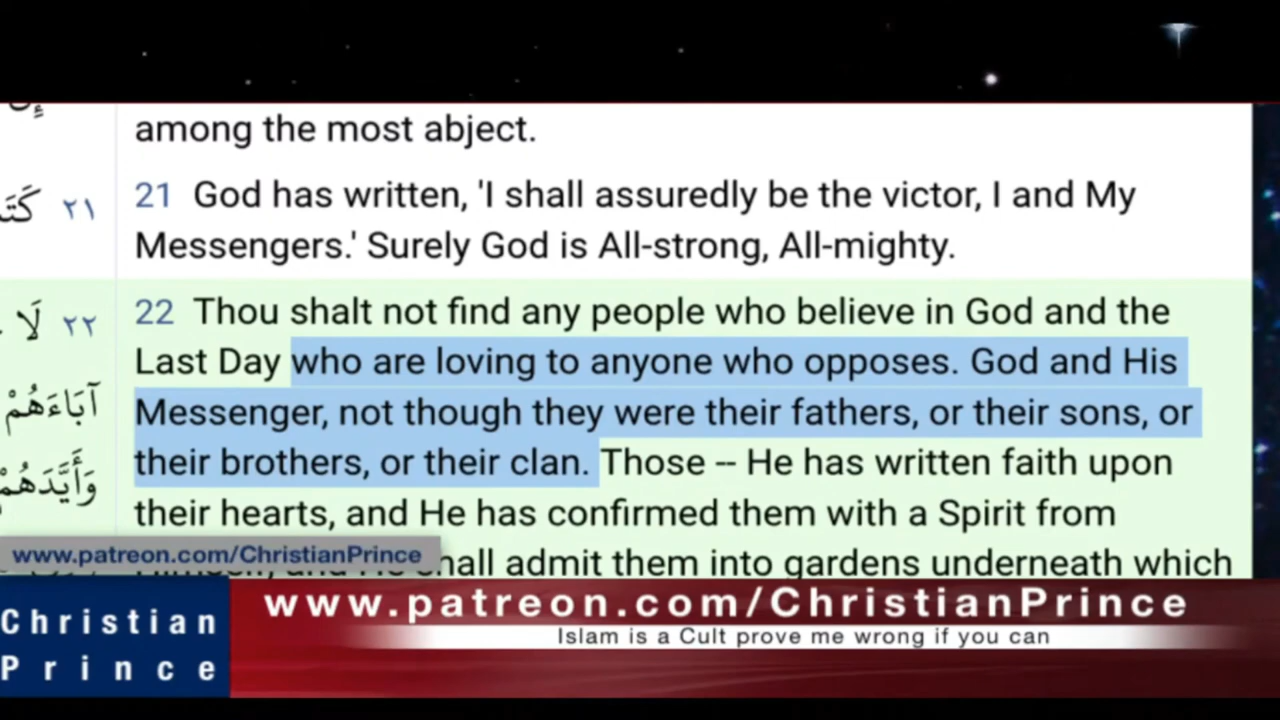 among the most abject.
٢١
21 God has written, 'I shall assuredly be the victor, I and My
Messengers.' Surely God is All-strong, All-mighty.
٢٢ لَا
22 Thou shalt not find any people who believe in God and the
Last Day who are loving to anyone who opposes. God and His
آبَاءَهُمْ
Messenger, not though they were their fathers, or their sons, or
their brothers, or their clan. Those -- He has written faith upon
وَأَيَّدَهُمْ
their hearts, and He has confirmed them with a Spirit from
www.patreon.com/ChristianPrince
shall admit them into gardens underneath which
Christian
Prince
www.patreon.com/ChristianPrince
Islam is a Cult prove me wrong if you can